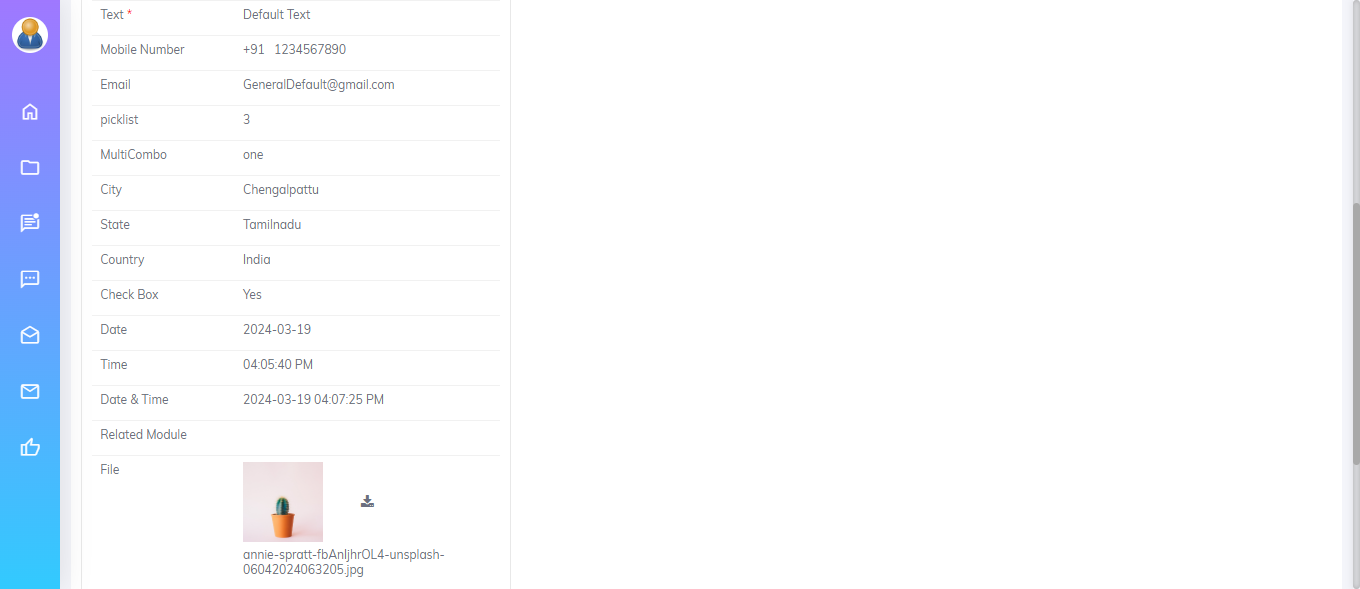 Text * Default Text
Mobile Number +91 1234567890
Email GeneralDefault@gmail.com
picklist 3
MultiCombo one
City Chengalpattu
State Tamilnadu
Country India
Check Box Yes
Date 2024-03-19
Time 04:05:40 PM
Date & Time 2024-03-19 04:07:25 PM
Related Module
File
annie-spratt-fbAnIjhrOL4-unsplash-
06042024063205.jpg